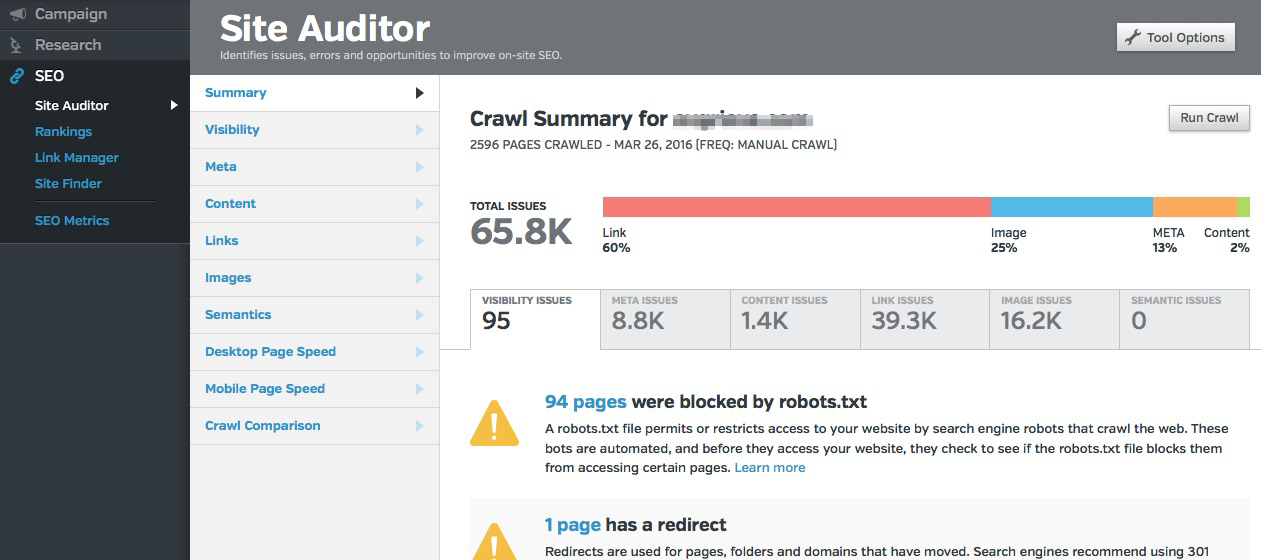 Campaign
Research
SEO
Site Auditor
Rankings
Link Manager
Site Finder
SEO Metrics
Site Auditor
Identifies issues, errors and opportunities to improve on-site SEO.
Tool Options
Summary
Visibility
Meta
Content
Links
Images
Semantics
Desktop Page Speed
Mobile Page Speed
Crawl Comparison
Crawl Summary for
Run Crawl
2596 PAGES CRAWLED - MAR 26, 2016 (FREQ: MANUAL CRAWL)
TOTAL ISSUES
65.8K
Link Image META Content
60% 25% 13% 2%
VISIBILITY ISSUES META ISSUES CONTENT ISSUES LINK ISSUES IMAGE ISSUES SEMANTIC ISSUES
95 8.8K 1.4K 39.3K 16.2K 0
94 pages were blocked by robots.txt
A robots.txt file permits or restricts access to your website by search engine robots that crawl the web. These
bots are automated, and before they access your website, they check to see if the robots.txt file blocks them
from accessing certain pages. Learn more
1 page has a redirect
Redirects are used for pages, folders and domains that have moved. Search engines recommend using 301